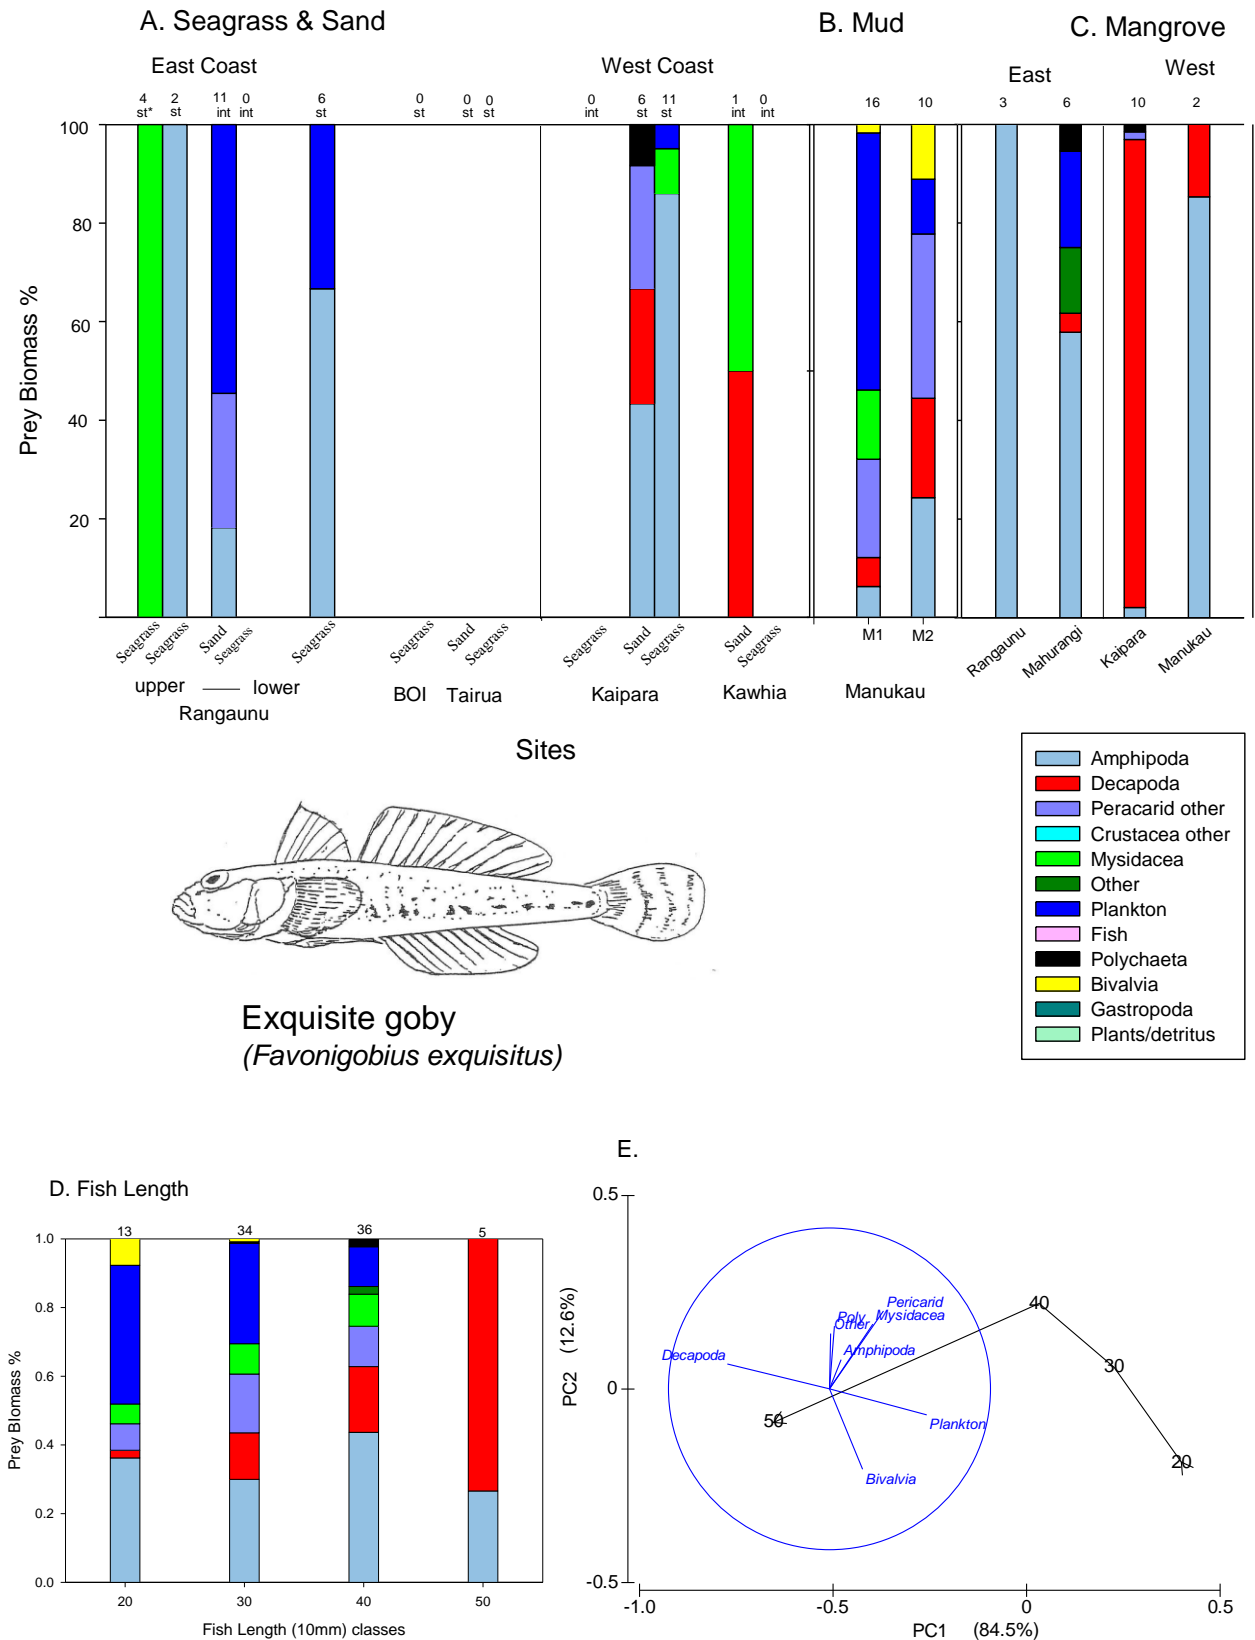 A. Seagrass & Sand
B. Mud
C. Mangrove
East Coast
West Coast
East
West
4 2 11 0 6 0 0 0 0 6 11 1 0 16 10 3 6 10 2
st* st int int st st st st int st st int int
Prey Biomass %
100
80
60
40
20
Seagrass Seagrass Sand Seagrass Seagrass Seagrass Sand Seagrass Seagrass Sand Seagrass Sand Seagrass M1 M2 Rangaunu Mahurangi Kaipara Manukau
upper lower
Rangaunu
BOI Tairua Kaipara Kawhia Manukau
Sites
Amphipoda
Decapoda
Peracarid other
Crustacea other
Mysidacea
Other
Plankton
Fish
Polychaeta
Bivalvia
Gastropoda
Plants/detritus
Exquisite goby
(Favonigobius exquisitus)
D. Fish Length
13 34 36 5
Prey BIomass %
1.0
0.8
0.6
0.4
0.2
0.0
20 30 40 50
Fish Length (10mm) classes
E.
PC2 (12.6%)
0.5
0
-0.5
Pericarid
Poly
Mysidacea
Other
Amphipoda
Decapoda
Plankton
Bivalvia
40
30
50
20
-1.0 -0.5 0 0.5
PC1 (84.5%)